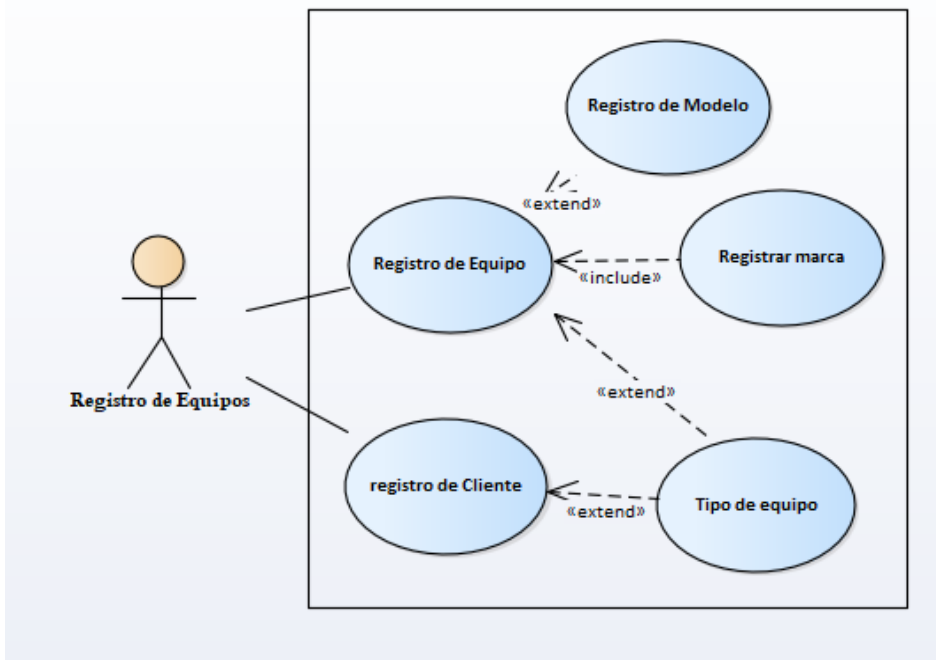 Registro de Modelo
«extend»
Registro de Equipo
Registrar marca
«include»
«extend»
Registro de Equipos
registro de Cliente
«extend»
Tipo de equipo